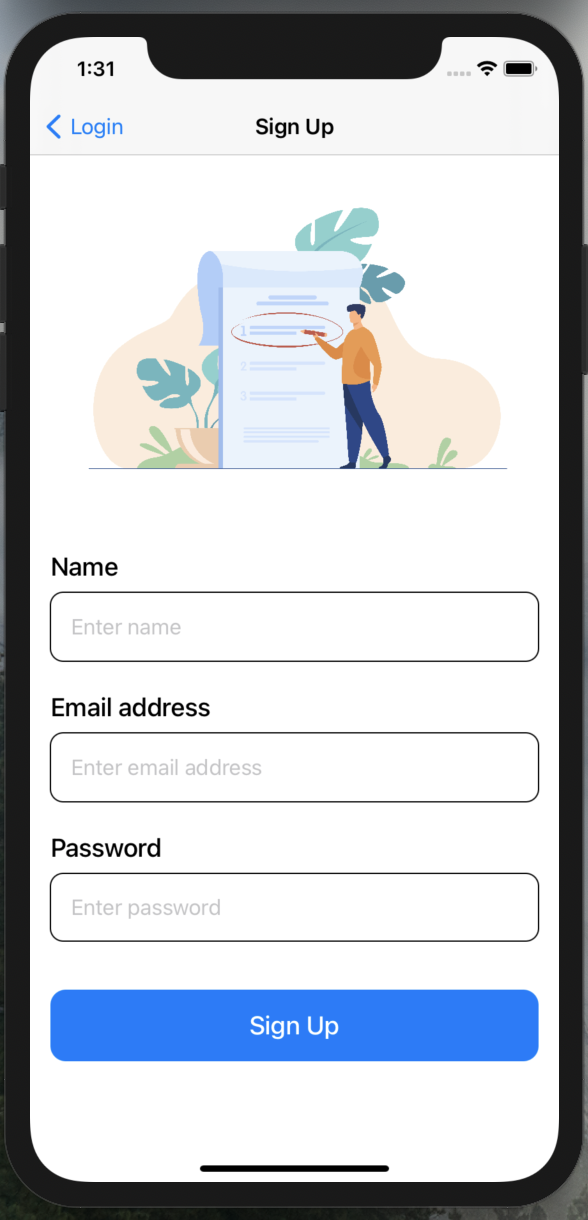 1:31
Login
Sign Up
1
2
3
Name
Enter name
Email address
Enter email address
Password
Enter password
Sign Up